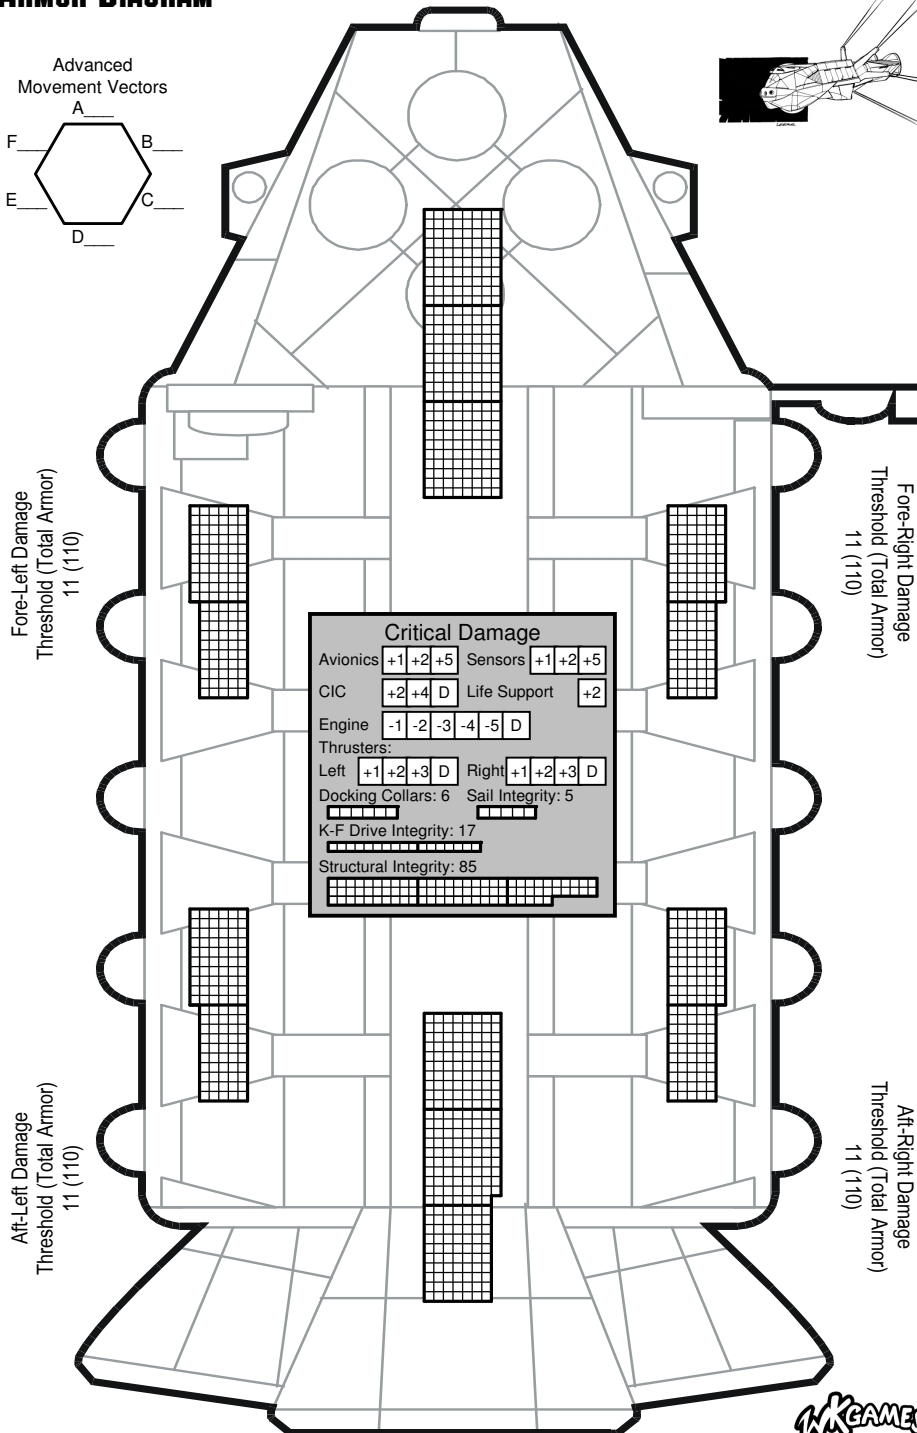 ARMOR DIAGRAM
Advanced
Movement Vectors
A___
F___
B___
E___
C___
D___
Fore-Left Damage
Threshold (Total Armor)
11 (110)
Fore-Right Damage
Threshold (Total Armor)
11 (110)
Critical Damage
Avionics +1 +2 +5 Sensors +1 +2 +5
CIC +2 +4 D Life Support +2
Engine -1 -2 -3 -4 -5 D
Thrusters:
Left +1 +2 +3 D Right +1 +2 +3 D
Docking Collars: 6 Sail Integrity: 5
K-F Drive Integrity: 17
Structural Integrity: 85
Aft-Left Damage
Threshold (Total Armor)
11 (110)
Aft-Right Damage
Threshold (Total Armor)
11 (110)
WKGAMES